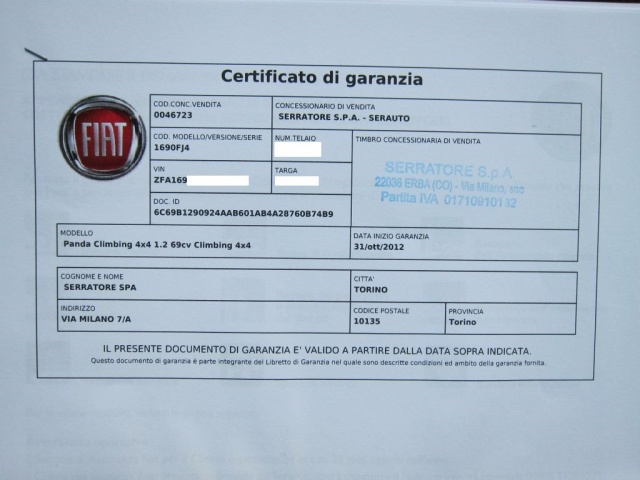 Certificato di garanzia
FIAT
COD.CONC.VENDITA
0046723
CONCESSIONARIO DI VENDITA
SERRATORE S.P.A. - SERAUTO
COD. MODELLO/VERSIONE/SERIE
1690FJ4
NUM.TELAIO
TIMBRO CONCESSIONARIA DI VENDITA
VIN
ZFA169
TARGA
SERRATORE S.p.A.
22036 ERBA (CO) - Via Milano, snc
Partita IVA 01710910132
DOC. ID
6C69B1290924AAB601AB4A28760B74B9
MODELLO
Panda Climbing 4x4 1.2 69cv Climbing 4x4
DATA INIZIO GARANZIA
31/ott/2012
COGNOME E NOME
SERRATORE SPA
CITTA'
TORINO
INDIRIZZO
VIA MILANO 7/A
CODICE POSTALE
10135
PROVINCIA
Torino
IL PRESENTE DOCUMENTO DI GARANZIA E' VALIDO A PARTIRE DALLA DATA SOPRA INDICATA.
Questo documento di garanzia è parte integrante del Libretto di Garanzia nel quale sono descritte condizioni ed ambito della garanzia fornita.